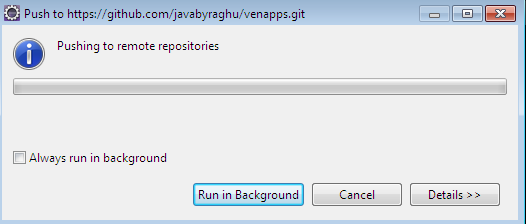 Push to https://github.com/javabyraghu/venapps.git
Pushing to remote repositories
Always run in background
Run in Background
Cancel
Details >>